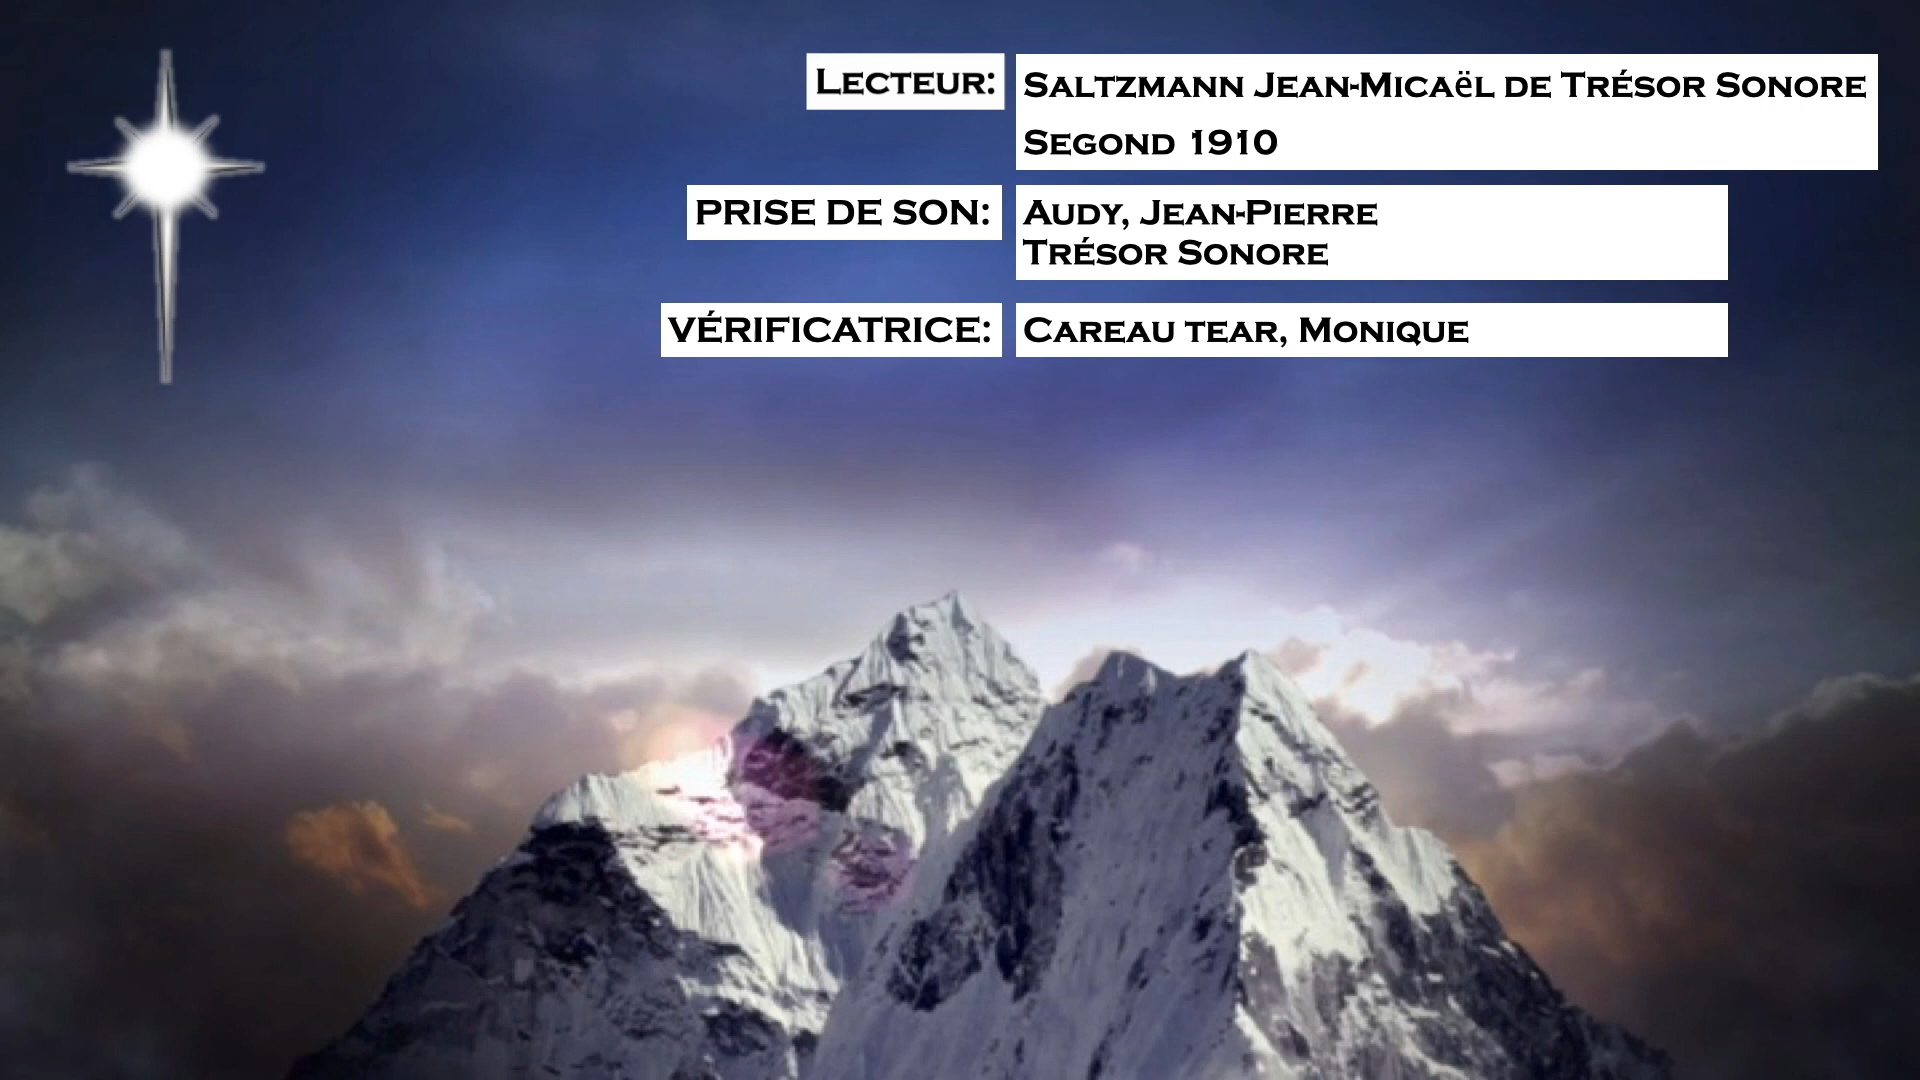 Lecteur: Saltzmann Jean-Micaël de Trésor Sonore
Segond 1910
PRISE DE SON: Audy, Jean-Pierre
Trésor Sonore
VÉRIFICATRICE: Careau tear, Monique